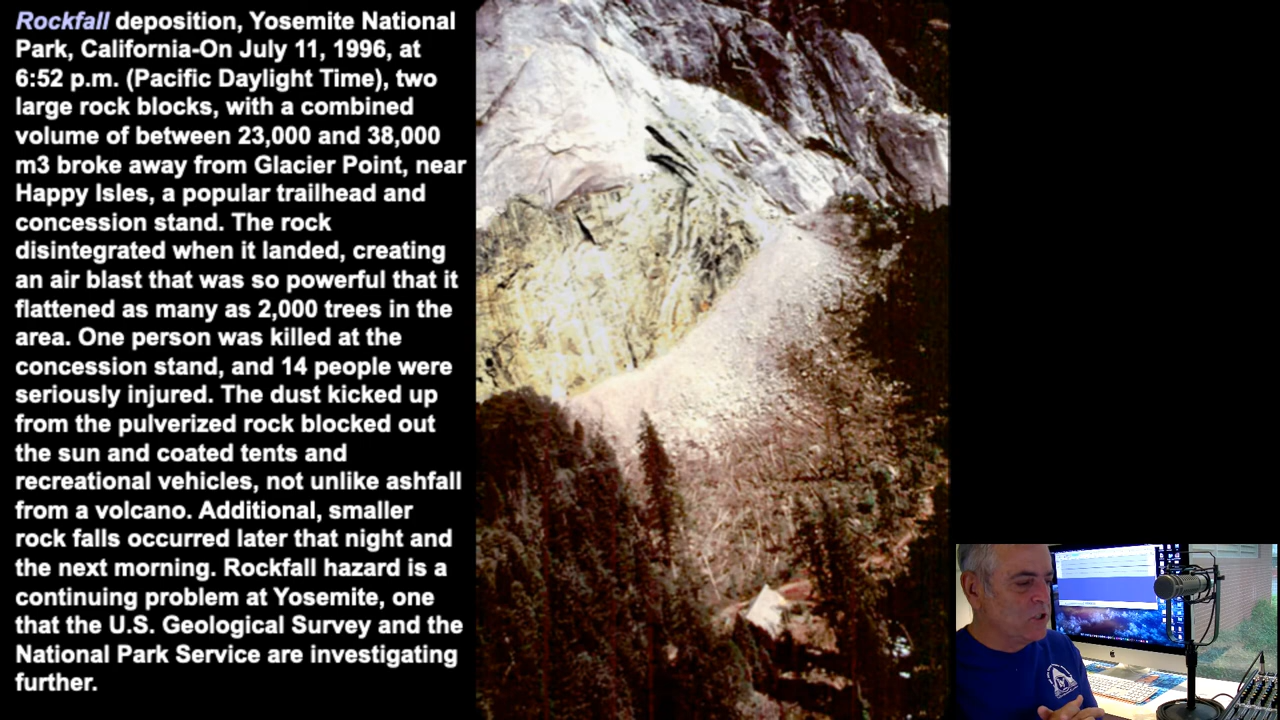 Rockfall deposition, Yosemite National
Park, California-On July 11, 1996, at
6:52 p.m. (Pacific Daylight Time), two
large rock blocks, with a combined
volume of between 23,000 and 38,000
m3 broke away from Glacier Point, near
Happy Isles, a popular trailhead and
concession stand. The rock
disintegrated when it landed, creating
an air blast that was so powerful that it
flattened as many as 2,000 trees in the
area. One person was killed at the
concession stand, and 14 people were
seriously injured. The dust kicked up
from the pulverized rock blocked out
the sun and coated tents and
recreational vehicles, not unlike ashfall
from a volcano. Additional, smaller
rock falls occurred later that night and
the next morning. Rockfall hazard is a
continuing problem at Yosemite, one
that the U.S. Geological Survey and the
National Park Service are investigating
further.